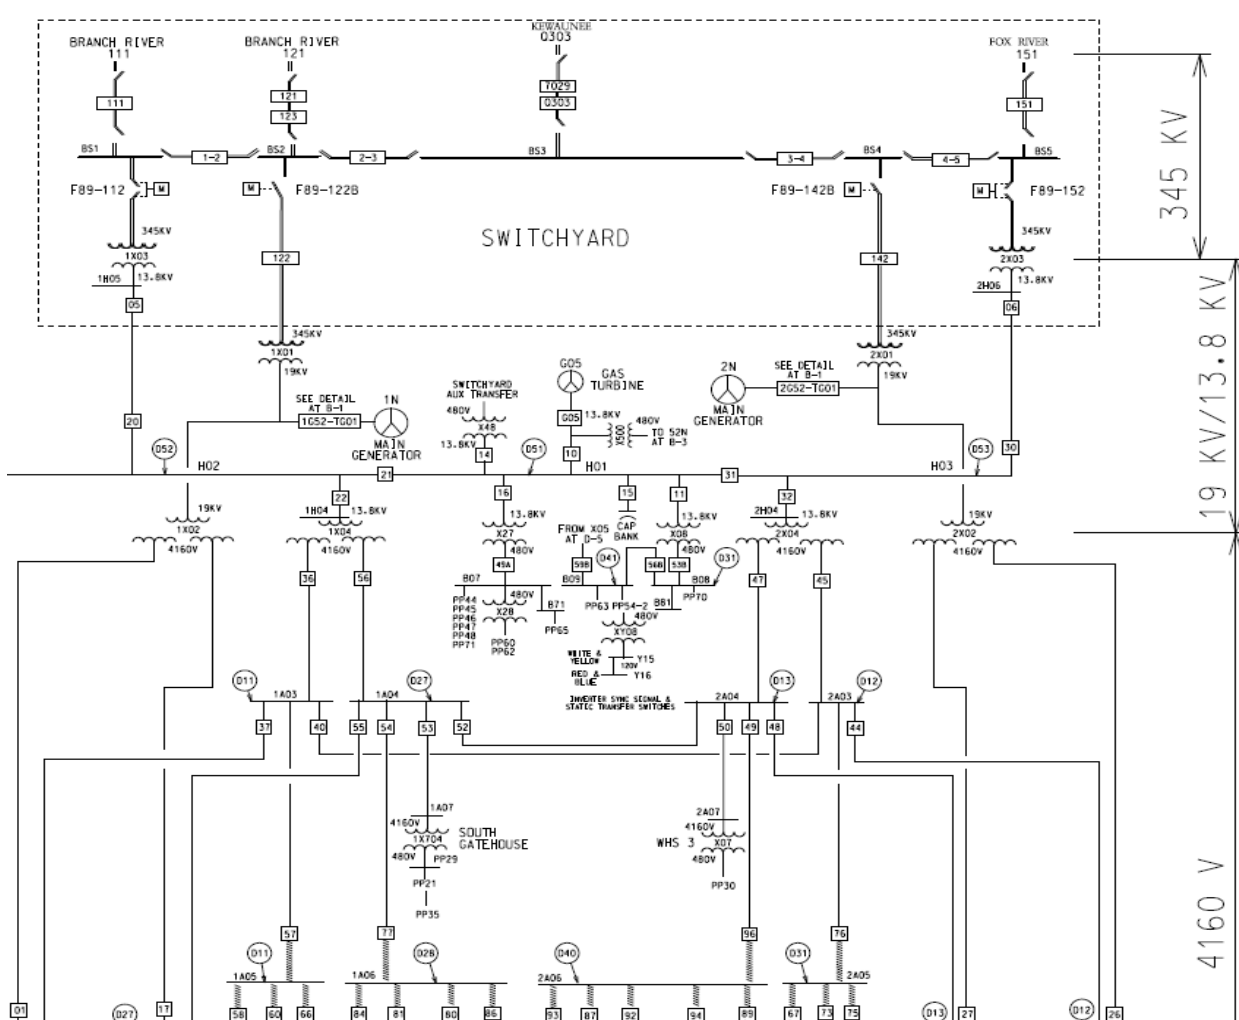 BRANCH RIVER
111
BRANCH RIVER
121
KEWAUNEE
Q303
FOX RIVER
151
111
121
123
7029
Q303
151
BS1
1-2
BS2
2-3
BS3
3-4
BS4
4-5
BS5
F89-112
M
M
F89-122B
F89-142B
M
M
F89-152
SWITCHYARD
345 KV
345KV
1X03
13.8KV
1H05
05
122
142
345KV
2X03
13.8KV
2H06
06
345KV
1X01
19KV
345KV
2X01
19KV
19 KV/13.8 KV
SEE DETAIL
AT B-1
1G52-TG01
1N
MAIN
GENERATOR
SWITCHYARD
AUX TRANSFER
480V
X48
13.8KV
14
G05
GAS
TURBINE
G05
13.8KV
X500
480V
TO 52N
AT B-3
10
2N
MAIN
GENERATOR
SEE DETAIL
AT B-1
2G52-TG01
20
30
D52
H02
21
D51
H01
31
H03
D53
19KV
1X02
4160V
22
1H04
13.8KV
1X04
4160V
16
13.8KV
X27
480V
49A
15
CAP
BANK
11
13.8KV
X08
480V
32
2H04
13.8KV
2X04
4160V
19KV
2X02
4160V
FROM X05
AT D-5
59B
D41
56B
53B
D31
36
56
47
45
B07
480V
X28
PP44
PP45
PP46
PP47
PP48
PP71
PP60
PP62
B71
PP65
B09
PP63
PP54-2
480V
XY08
B81
B08
PP70
WHITE &
YELLOW
120V
Y15
RED &
BLUE
Y16
INVERTER SYNC SIGNAL &
STATIC TRANSFER SWITCHES
D11
1A03
1A04
D27
2A04
D13
2A03
D12
37
40
55
54
53
52
50
49
48
44
1A07
4160V
1X704
480V
SOUTH
GATEHOUSE
PP29
PP21
PP35
2A07
4160V
WHS 3
X07
480V
PP30
4160 V
57
77
96
76
D11
1A05
1A06
D28
2A06
D40
D31
2A05
01
D27
17
58
60
66
84
81
80
86
93
87
92
94
89
67
73
75
D13
27
D12
26